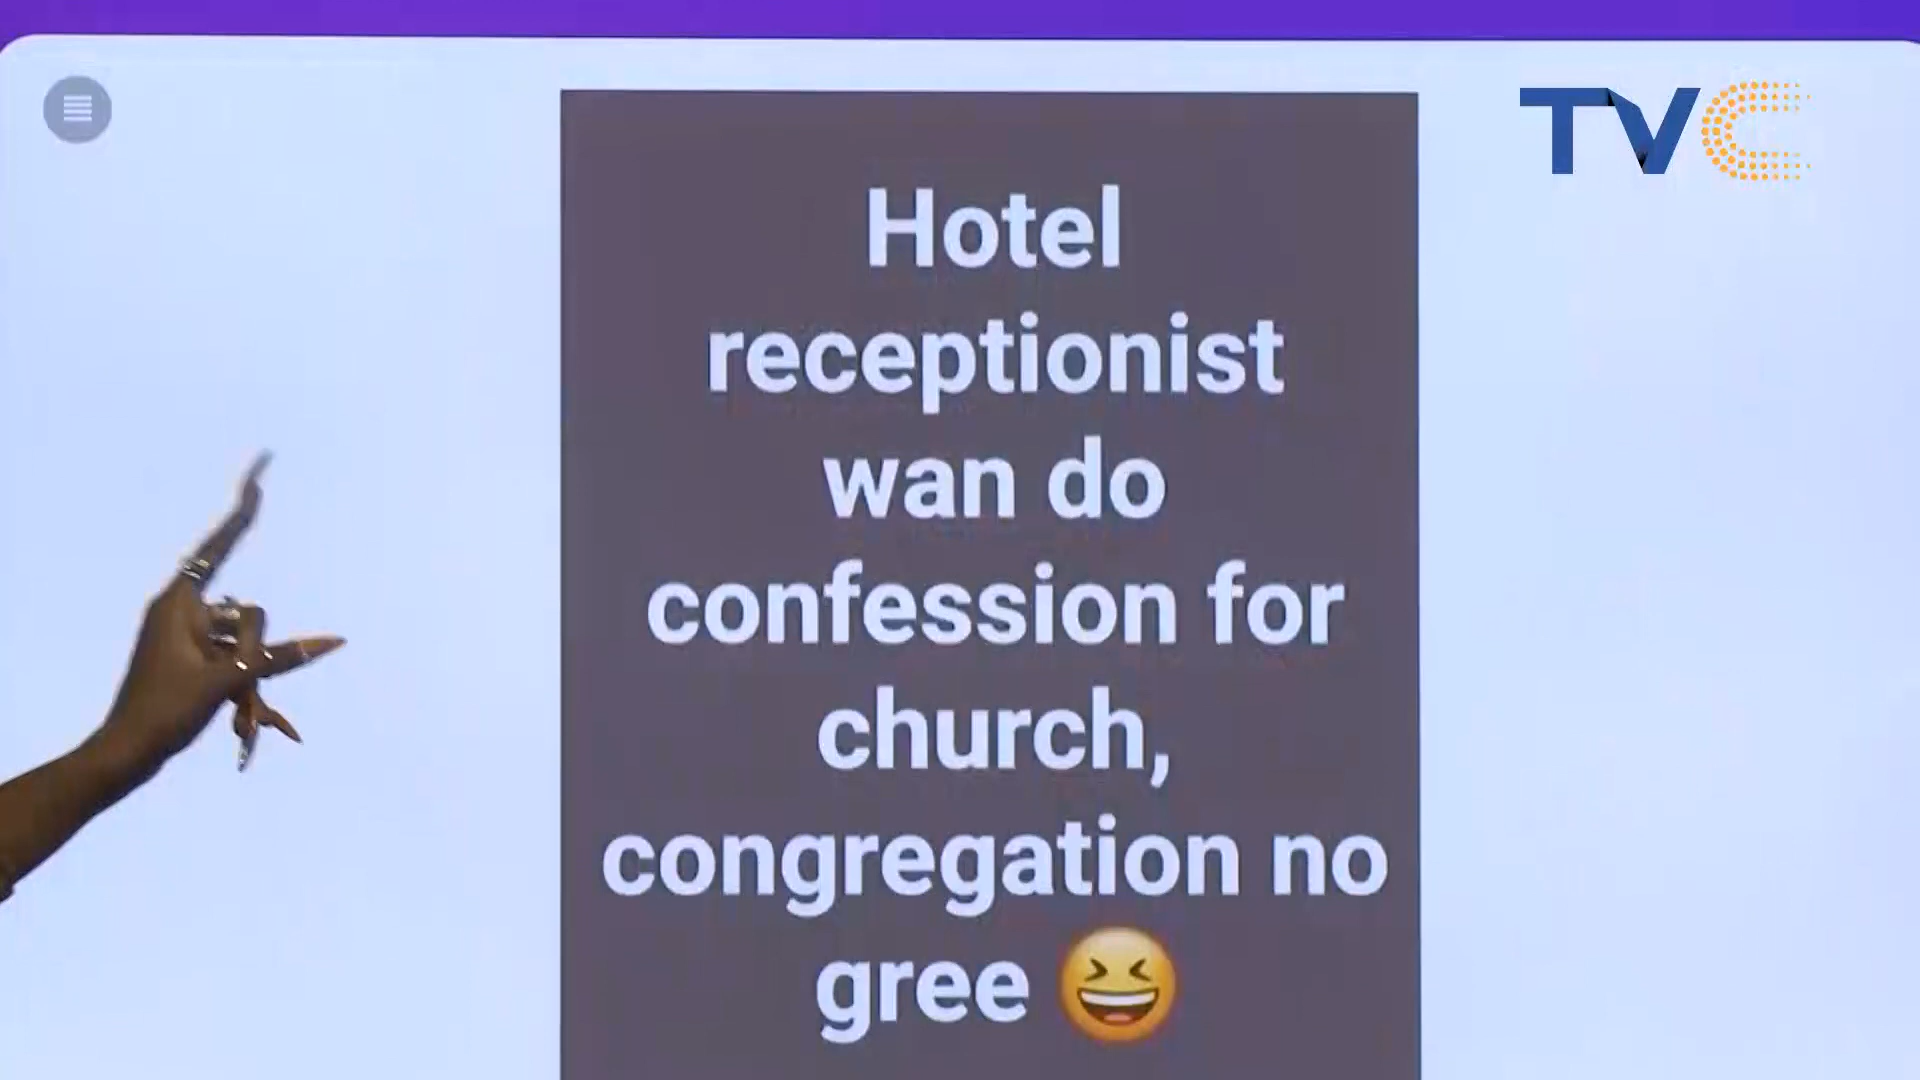 TVC
Hotel
receptionist
wan do
confession for
church,
congregation no
gree 😆